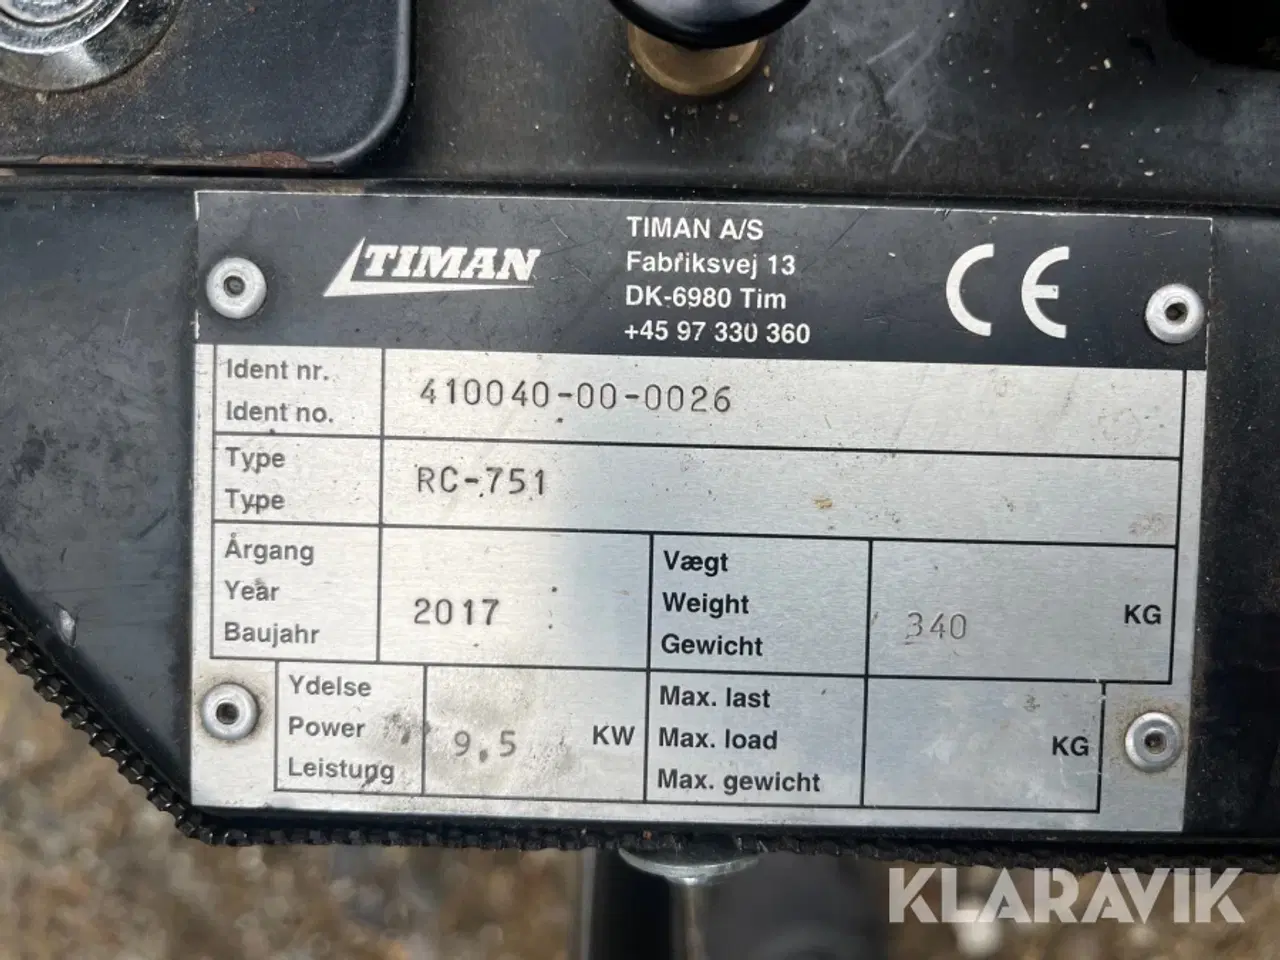 TIMAN
TIMAN A/S
Fabriksvej 13
DK-6980 Tim
+45 97 330 360
CE
Ident nr.
Ident no.
410040-00-0026
Type
Type
RC-751
Årgang
Year
Baujahr
2017
Vægt
Weight
Gewicht
340
KG
Ydelse
Power
Leistung
9,5
KW
Max. last
Max. load
Max. gewicht
KG
KLARAVIK